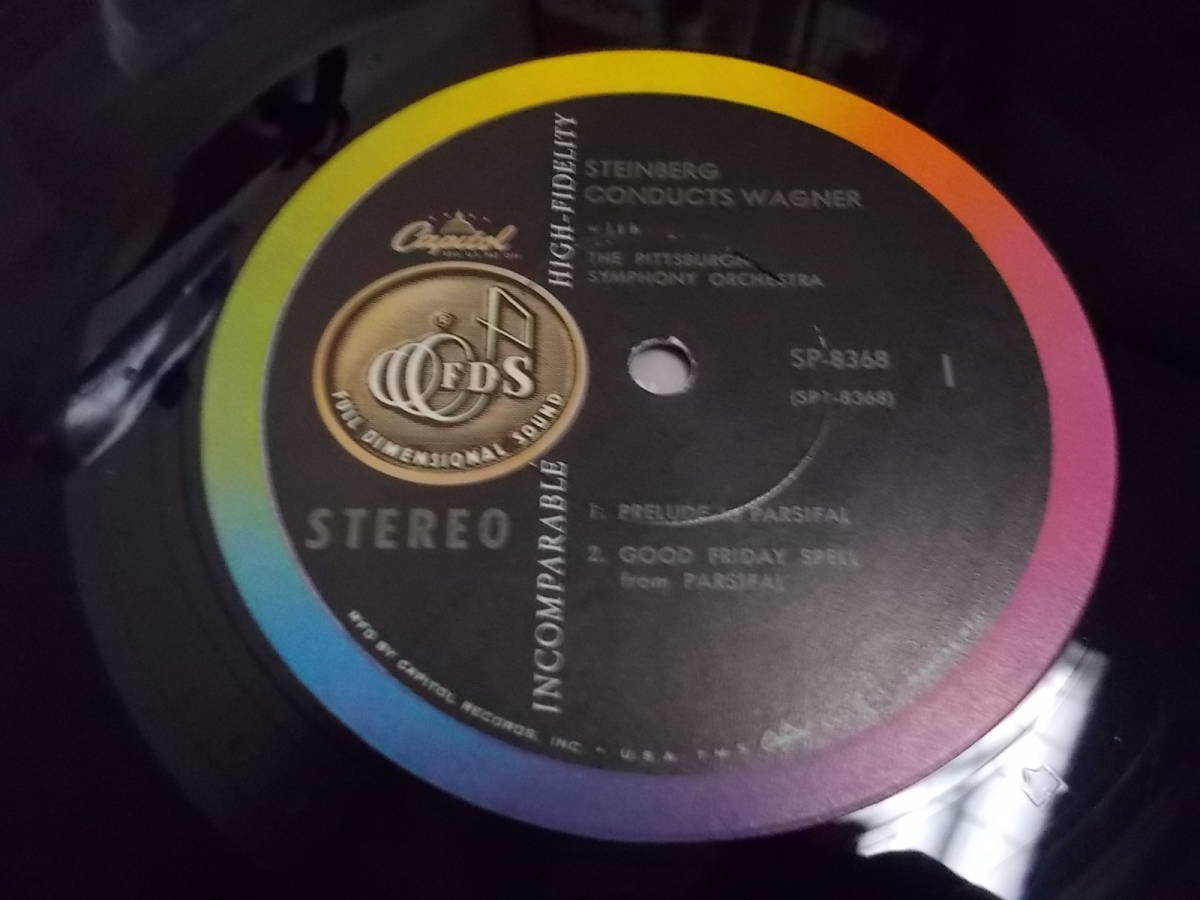 STEINBERG
CONDUCTS WAGNER
THE PITTSBURGH
SYMPHONY ORCHESTRA
Capitol
®
FDS
FULL DIMENSIONAL SOUND
STEREO
INCOMPARABLE HIGH-FIDELITY
SP-8368
1
(SP1-8368)
1. PRELUDE to PARSIFAL
2. GOOD FRIDAY SPELL
from PARSIFAL
MFD BY CAPITOL RECORDS, INC. • U.S.A.